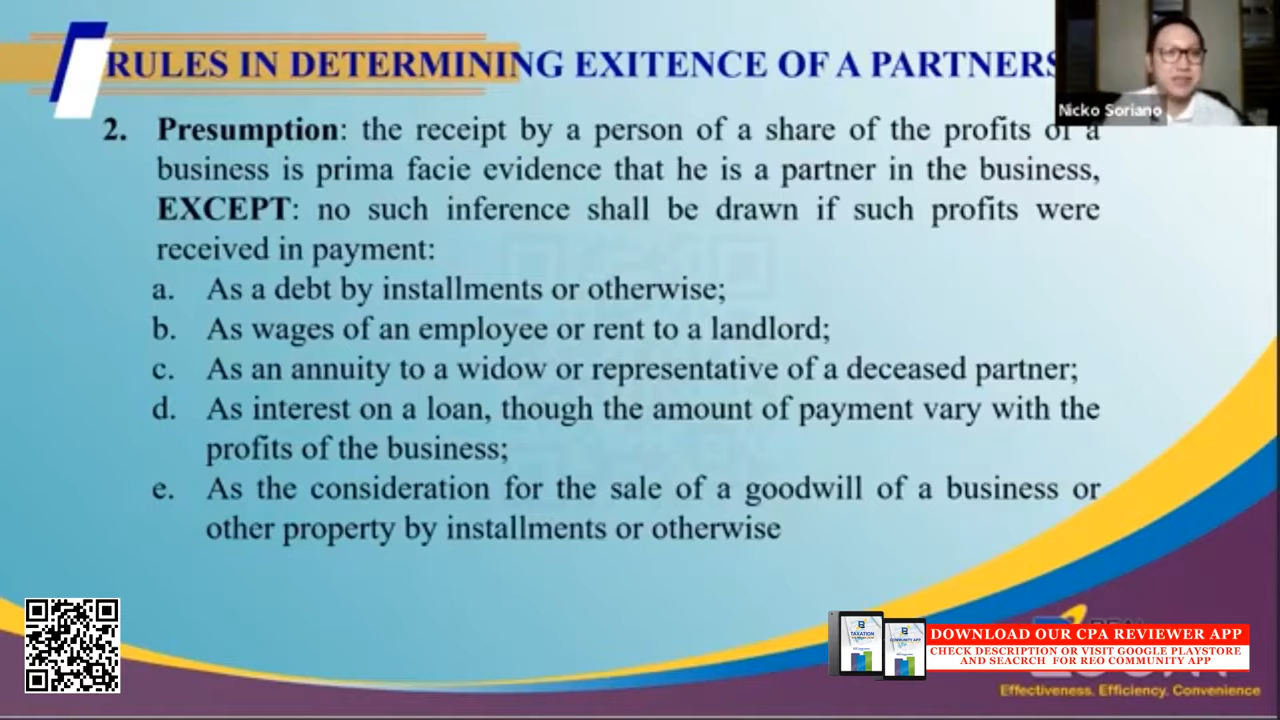 RULES IN DETERMINING EXITENCE OF A PARTNERS
Nicko Soriano
2. Presumption: the receipt by a person of a share of the profits of a
business is prima facie evidence that he is a partner in the business,
EXCEPT: no such inference shall be drawn if such profits were
received in payment:
a. As a debt by installments or otherwise;
b. As wages of an employee or rent to a landlord;
c. As an annuity to a widow or representative of a deceased partner;
d. As interest on a loan, though the amount of payment vary with the
profits of the business;
e. As the consideration for the sale of a goodwill of a business or
other property by installments or otherwise
TAXATION
DOWNLOAD OUR CPA REVIEWER APP
CHECK DESCRIPTION OR VISIT GOOGLE PLAYSTORE
AND SEACRCH FOR REO COMMUNITY APP
Effectiveness. Efficiency. Convenience